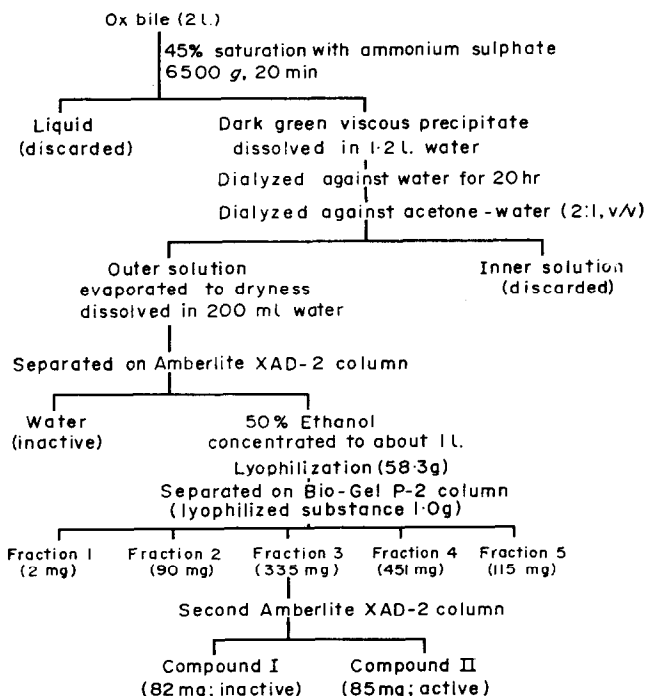 Ox bile (2 l.)
45% saturation with ammonium sulphate
6500 g, 20 min
Liquid
(discarded)
Dark green viscous precipitate
dissolved in 1·2 l. water
Dialyzed against water for 20 hr
Dialyzed against acetone-water (2:1, v/v)
Outer solution
evaporated to dryness
dissolved in 200 ml water
Inner solution
(discarded)
Separated on Amberlite XAD-2 column
Water
(inactive)
50% Ethanol
concentrated to about 1 l.
Lyophilization (58·3g)
Separated on Bio-Gel P-2 column
(lyophilized substance 1·0g)
Fraction 1
(2 mg)
Fraction 2
(90 mg)
Fraction 3
(335 mg)
Fraction 4
(451 mg)
Fraction 5
(115 mg)
Second Amberlite XAD-2 column
Compound I
(82 mg; inactive)
Compound II
(85 mg; active)